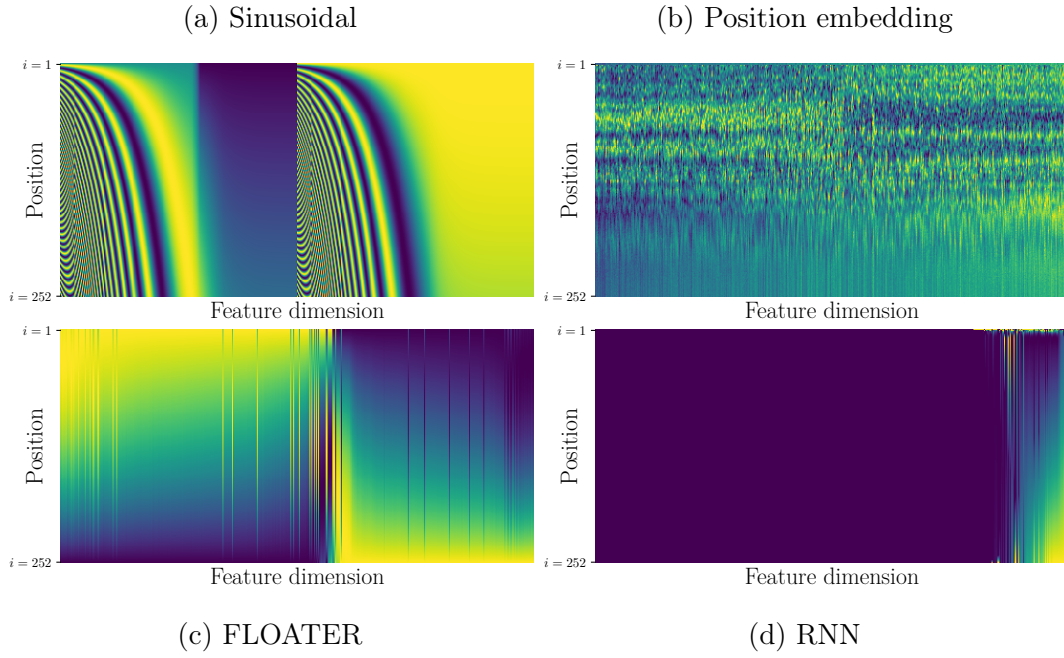 (a) Sinusoidal
(b) Position embedding
i = 1
Position
i = 252
Feature dimension
i = 1
Position
i = 252
Feature dimension
i = 1
Position
i = 252
Feature dimension
i = 1
Position
i = 252
Feature dimension
(c) FLOATER
(d) RNN